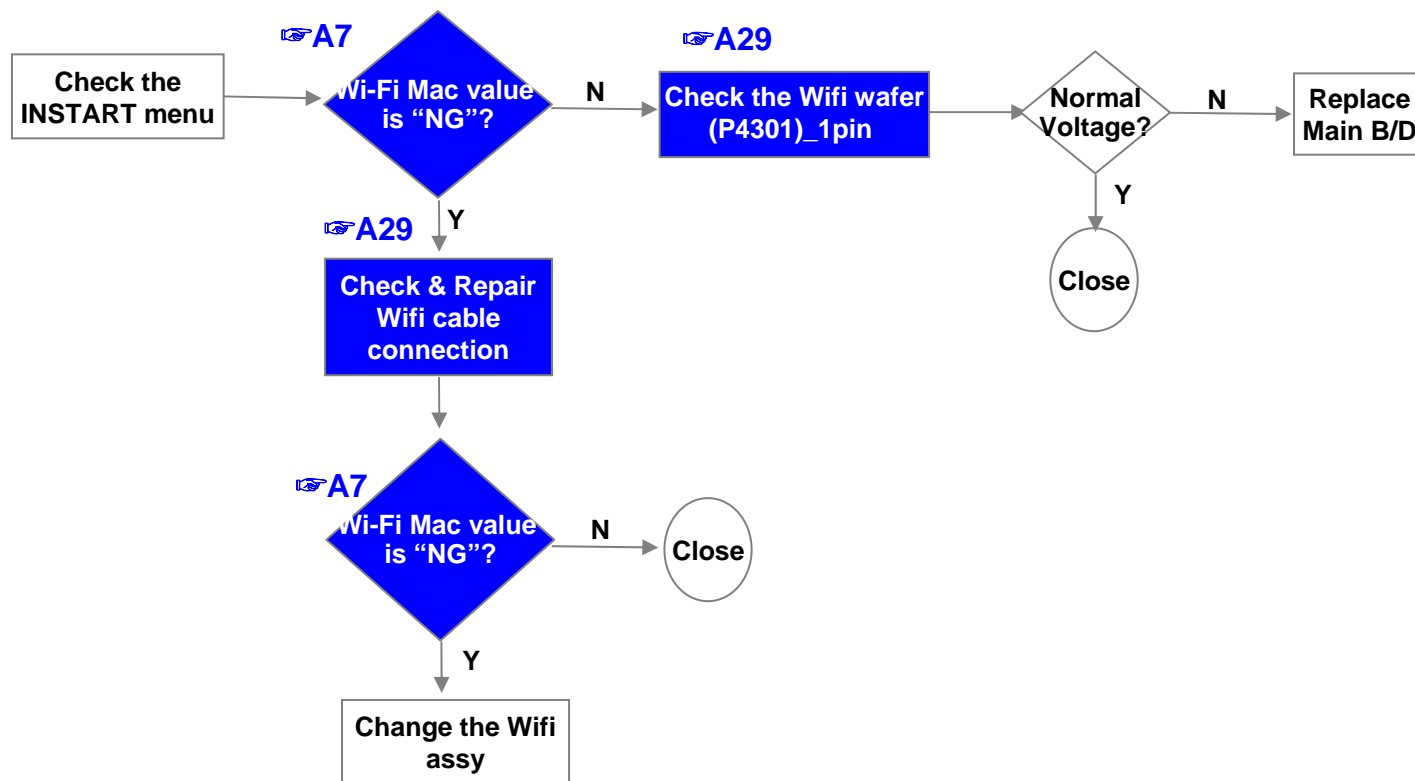 ☞A7
☞A29
Check the
INSTART menu
Wi-Fi Mac value
is “NG”?
N
Check the Wifi wafer
(P4301)_1pin
Normal
Voltage?
N
Replace
Main B/D
Y
Y
Close
☞A29
Check & Repair
Wifi cable
connection
☞A7
Wi-Fi Mac value
is “NG”?
N
Close
Y
Change the Wifi
assy